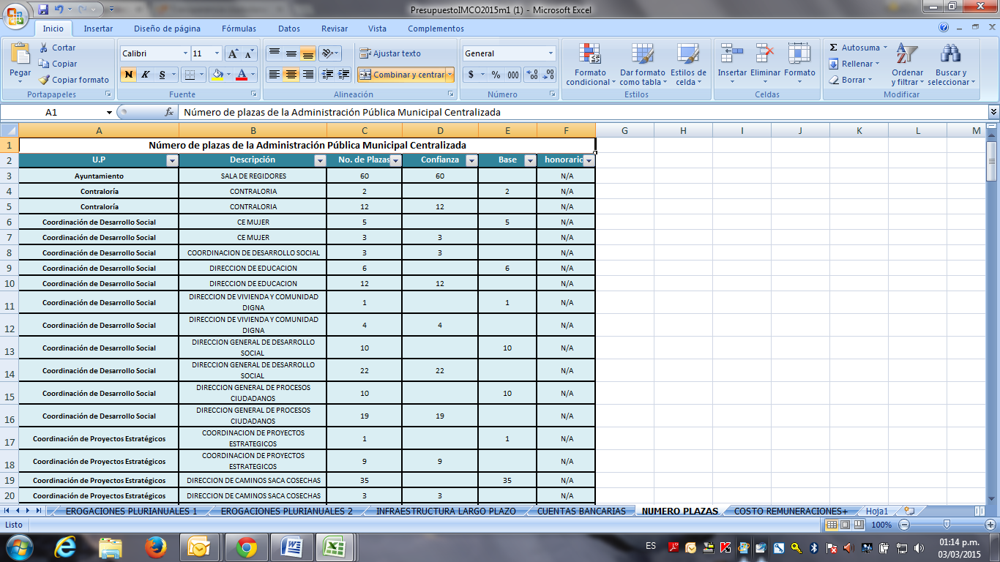 PresupuestoIMCO2015m1 (1) - Microsoft Excel
Inicio Insertar Diseño de página Fórmulas Datos Revisar Vista Complementos
Pegar
Cortar
Copiar
Copiar formato
Portapapeles
Calibri 11
N K S
Fuente
Ajustar texto
Combinar y centrar
Alineación
General
$ % 000
Número
Formato condicional
Dar formato como tabla
Estilos de celda
Estilos
Insertar Eliminar Formato
Celdas
Autosuma
Rellenar
Borrar
Ordenar y filtrar
Buscar y seleccionar
Modificar
A1 fx Número de plazas de la Administración Pública Municipal Centralizada
A B C D E F G H I J K L M
1 Número de plazas de la Administración Pública Municipal Centralizada
2 U.P Descripción No. de Plazas Confianza Base honorario
3 Ayuntamiento SALA DE REGIDORES 60 60 N/A
4 Contraloría CONTRALORIA 2 2 N/A
5 Contraloría CONTRALORIA 12 12 N/A
6 Coordinación de Desarrollo Social CE MUJER 5 5 N/A
7 Coordinación de Desarrollo Social CE MUJER 3 3 N/A
8 Coordinación de Desarrollo Social COORDINACION DE DESARROLLO SOCIAL 3 3 N/A
9 Coordinación de Desarrollo Social DIRECCION DE EDUCACION 6 6 N/A
10 Coordinación de Desarrollo Social DIRECCION DE EDUCACION 12 12 N/A
11 Coordinación de Desarrollo Social DIRECCION DE VIVIENDA Y COMUNIDAD DIGNA 1 1 N/A
12 Coordinación de Desarrollo Social DIRECCION DE VIVIENDA Y COMUNIDAD DIGNA 4 4 N/A
13 Coordinación de Desarrollo Social DIRECCION GENERAL DE DESARROLLO SOCIAL 10 10 N/A
14 Coordinación de Desarrollo Social DIRECCION GENERAL DE DESARROLLO SOCIAL 22 22 N/A
15 Coordinación de Desarrollo Social DIRECCION GENERAL DE PROCESOS CIUDADANOS 10 10 N/A
16 Coordinación de Desarrollo Social DIRECCION GENERAL DE PROCESOS CIUDADANOS 19 19 N/A
17 Coordinación de Proyectos Estratégicos COORDINACION DE PROYECTOS ESTRATEGICOS 1 1 N/A
18 Coordinación de Proyectos Estratégicos COORDINACION DE PROYECTOS ESTRATEGICOS 9 9 N/A
19 Coordinación de Proyectos Estratégicos DIRECCION DE CAMINOS SACA COSECHAS 35 35 N/A
20 Coordinación de Proyectos Estratégicos DIRECCION DE CAMINOS SACA COSECHAS 3 3 N/A
EROGACIONES PLURIANUALES 1 EROGACIONES PLURIANUALES 2 INFRAESTRUCTURA LARGO PLAZO CUENTAS BANCARIAS NUMERO PLAZAS COSTO REMUNERACIONES+ Hoja1
Listo 100%
ES 01:14 p.m.
03/03/2015